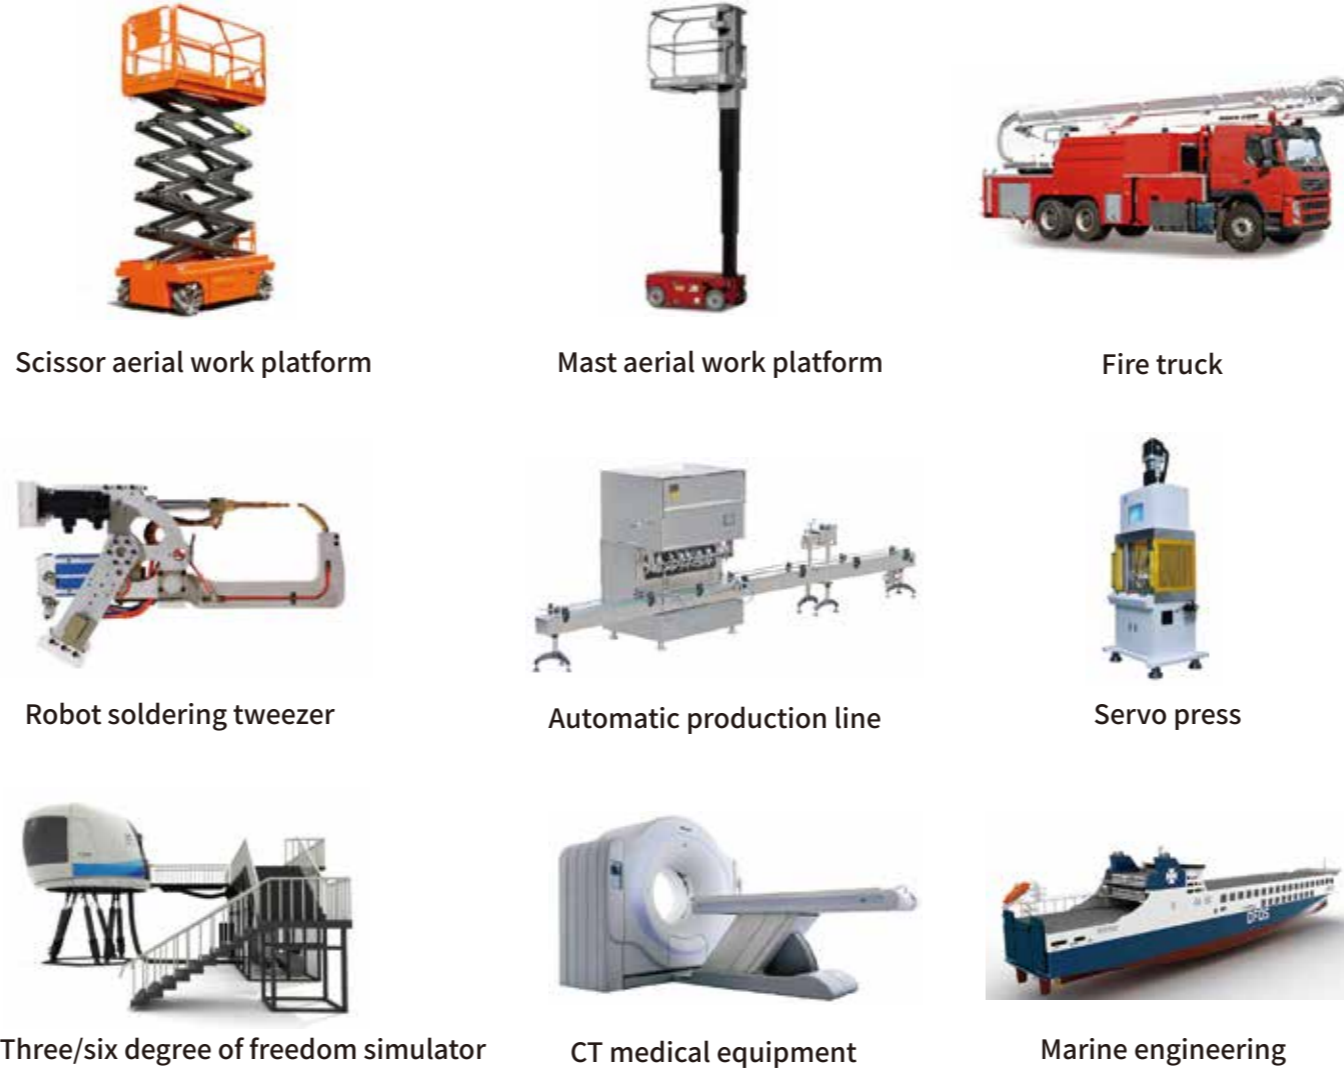 Scissor aerial work platform
Mast aerial work platform
Fire truck
Robot soldering tweezer
Automatic production line
Servo press
Three/six degree of freedom simulator
CT medical equipment
DFDS
Marine engineering